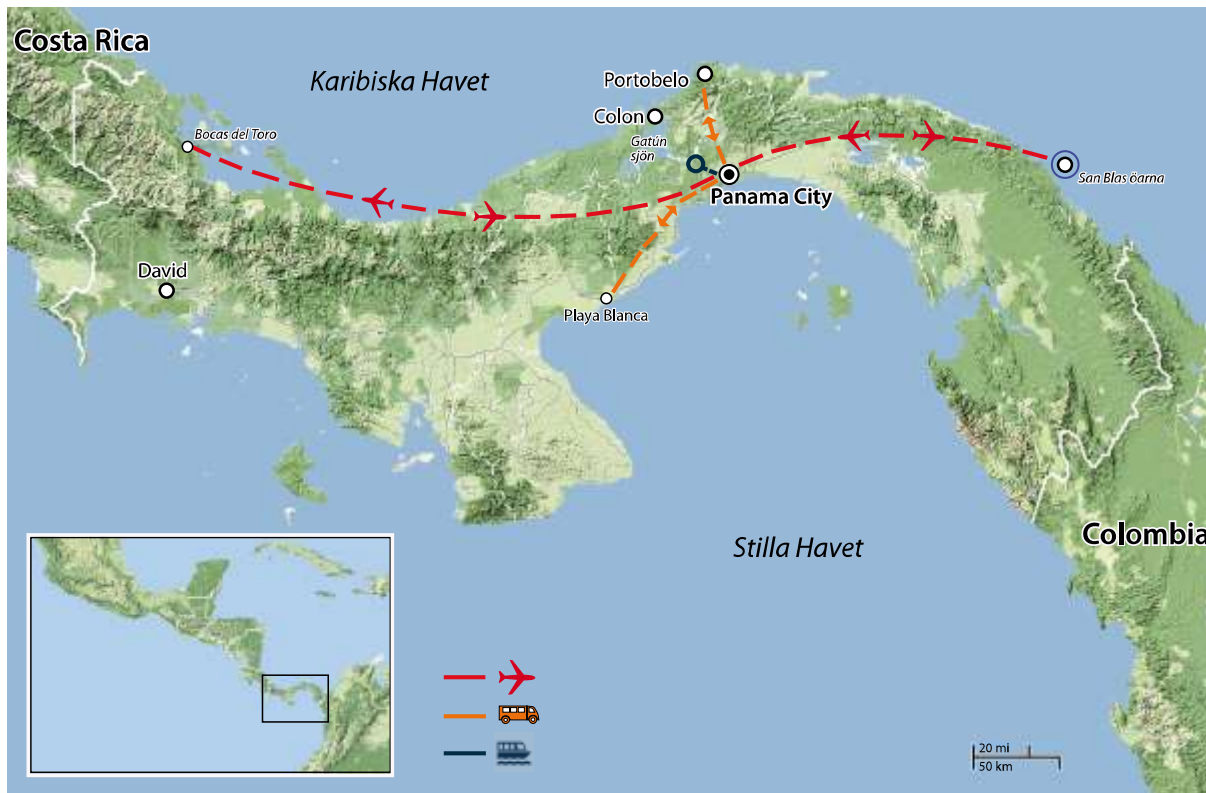 Costa Rica
Karibiska Havet
Portobelo
Colon
Bocas del Toro
Gatún
sjön
San Blas öarna
Panama City
David
Playa Blanca
Colombia
Stilla Havet
20 mi
50 km